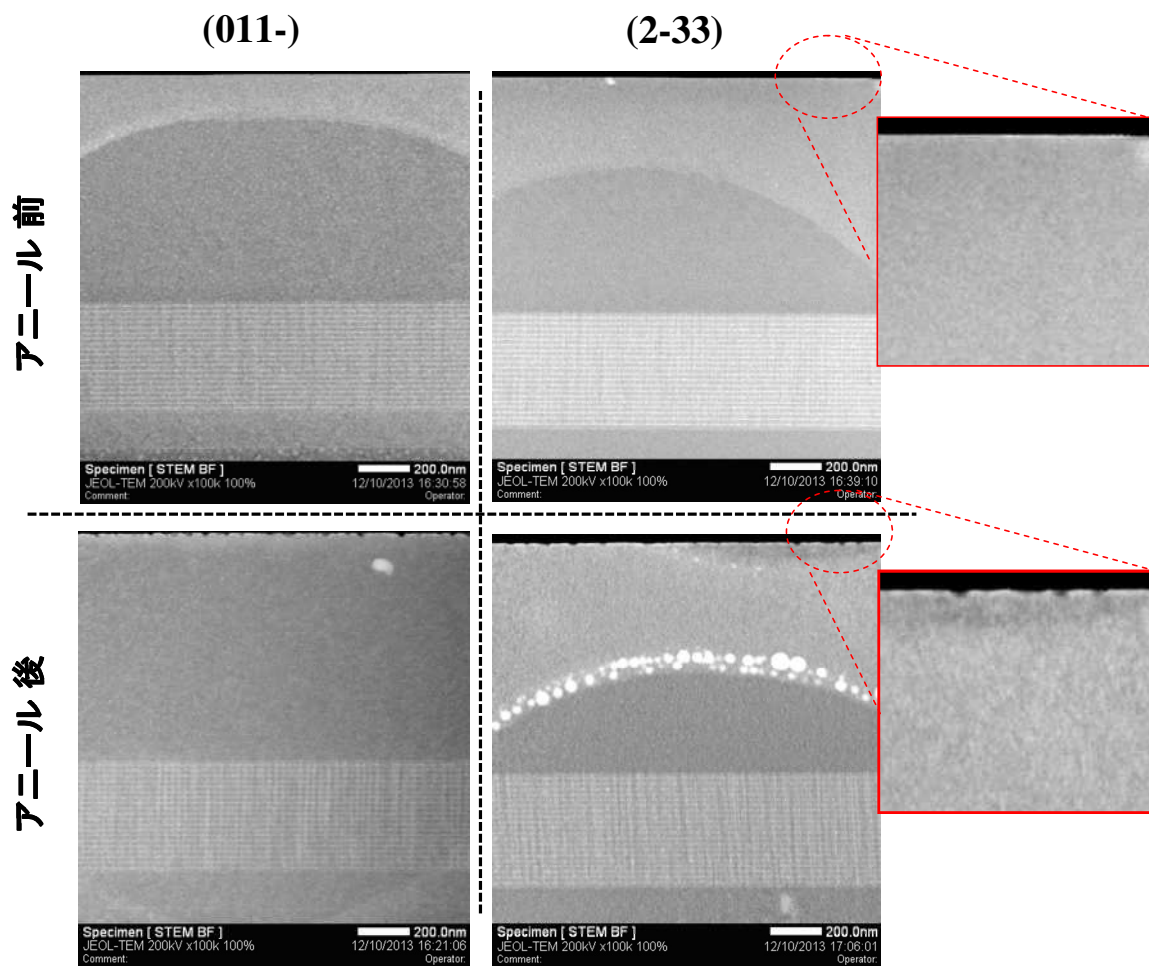 (011-)
(2-33)
アニール 前
Specimen [ STEM BF ]
200.0nm
JEOL-TEM 200kV x100k 100%
12/10/2013 16:30:58
Comment:
Operator:
Specimen [ STEM BF ]
200.0nm
JEOL-TEM 200kV x100k 100%
12/10/2013 16:39:10
Comment:
Operator:
アニール 後
Specimen [ STEM BF ]
200.0nm
JEOL-TEM 200kV x100k 100%
12/10/2013 16:21:06
Comment:
Operator:
Specimen [ STEM BF ]
200.0nm
JEOL-TEM 200kV x100k 100%
12/10/2013 17:06:01
Comment:
Operator: